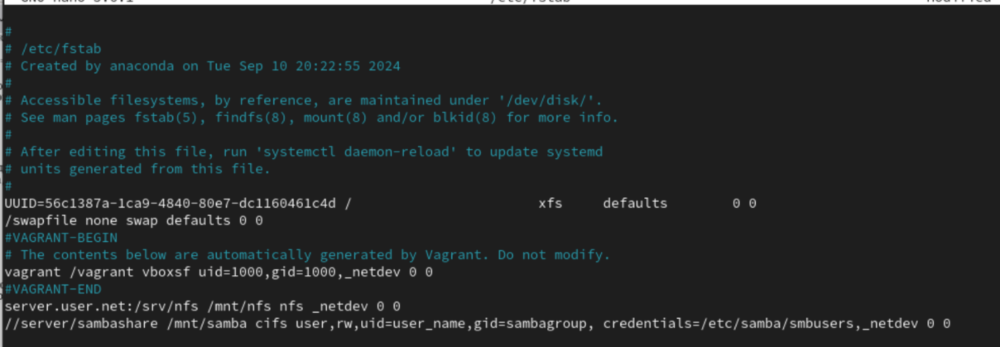 #
# /etc/fstab
# Created by anaconda on Tue Sep 10 20:22:55 2024
#
# Accessible filesystems, by reference, are maintained under '/dev/disk/'.
# See man pages fstab(5), findfs(8), mount(8) and/or blkid(8) for more info.
#
# After editing this file, run 'systemctl daemon-reload' to update systemd
# units generated from this file.
#
UUID=56c1387a-1ca9-4840-80e7-dc1160461c4d / xfs defaults 0 0
/swapfile none swap defaults 0 0
#VAGRANT-BEGIN
# The contents below are automatically generated by Vagrant. Do not modify.
vagrant /vagrant vboxsf uid=1000,gid=1000,_netdev 0 0
#VAGRANT-END
server.user.net:/srv/nfs /mnt/nfs nfs _netdev 0 0
//server/sambashare /mnt/samba cifs user,rw,uid=user_name,gid=sambagroup, credentials=/etc/samba/smbusers,_netdev 0 0